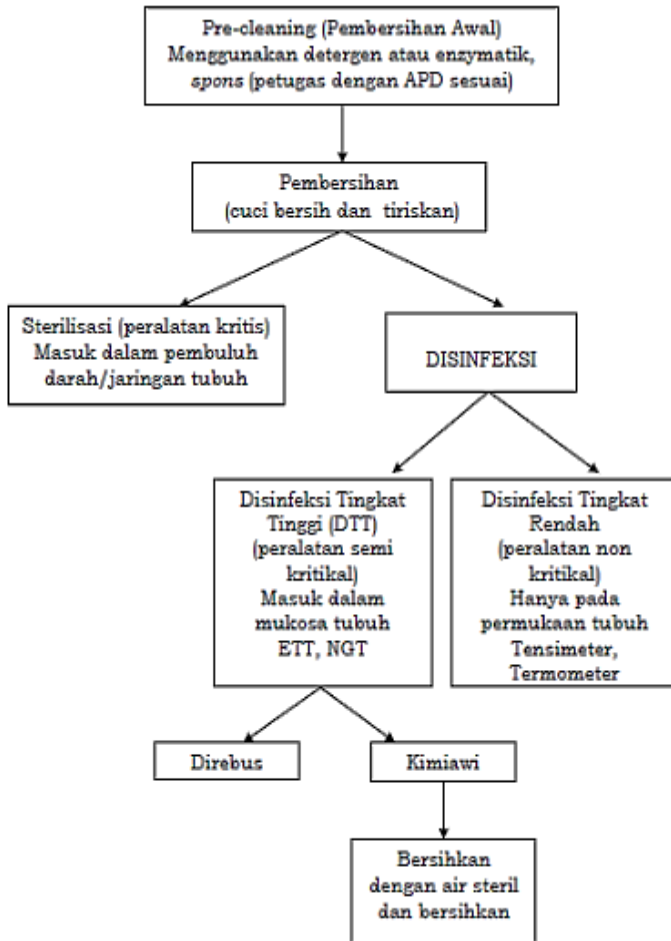 Pre-cleaning (Pembersihan Awal)
Menggunakan detergen atau enzymatik,
spons (petugas dengan APD sesuai)
Pembersihan
(cuci bersih dan tiriskan)
Sterilisasi (peralatan kritis)
Masuk dalam pembuluh
darah/jaringan tubuh
DISINFEKSI
Disinfeksi Tingkat
Tinggi (DTT)
(peralatan semi
kritikal)
Masuk dalam
mukosa tubuh
ETT, NGT
Disinfeksi Tingkat
Rendah
(peralatan non
kritikal)
Hanya pada
permukaan tubuh
Tensimeter,
Termometer
Direbus
Kimiawi
Bersihkan
dengan air steril
dan bersihkan